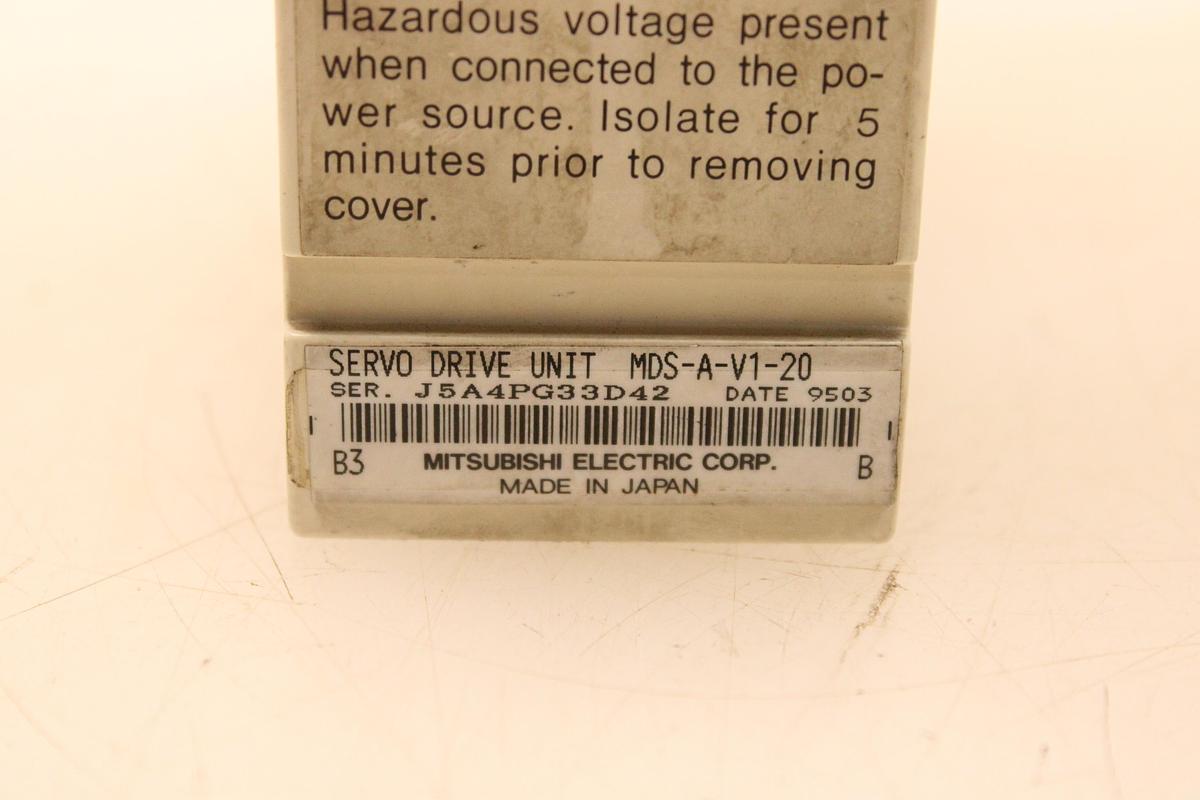 Hazardous voltage present
when connected to the po-
wer source. Isolate for 5
minutes prior to removing
cover.
SERVO DRIVE UNIT MDS-A-V1-20
SER. J5A4PG33D42 DATE 9503
B3 MITSUBISHI ELECTRIC CORP. B
MADE IN JAPAN